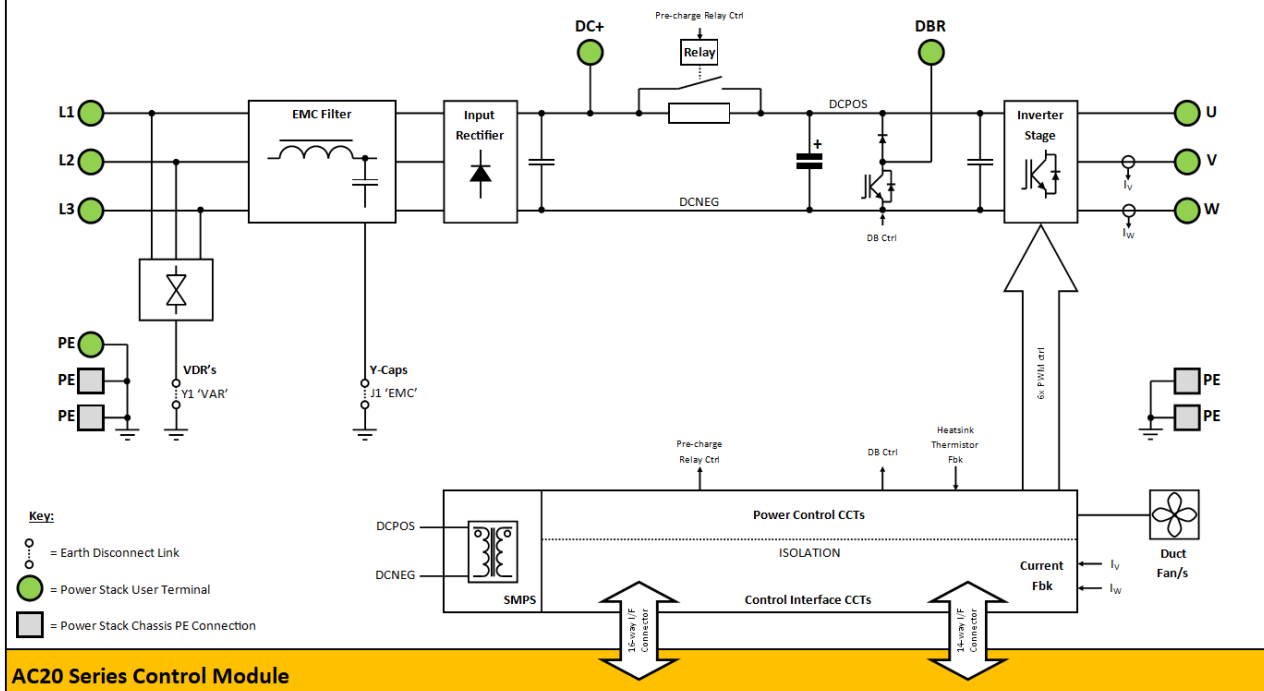 Pre-charge Relay Ctrl
DC+
DBR
Relay
L1
EMC Filter
Input
Rectifier
DCPOS
Inverter
Stage
U
L2
+
V
IV
L3
DCNEG
W
IW
DB Ctrl
PE
VDR's
Y-Caps
PE
Y1 'VAR'
J1 'EMC'
6x PWM ctrl
PE
PE
PE
Pre-charge
Relay Ctrl
DB Ctrl
Heatsink
Thermistor
Fbk
Key:
= Earth Disconnect Link
= Power Stack User Terminal
= Power Stack Chassis PE Connection
DCPOS
DCNEG
SMPS
Power Control CCTs
ISOLATION
Control Interface CCTs
Current
Fbk
IV
IW
Duct
Fan/s
16-way I/F
Connector
14-way I/F
Connector
AC20 Series Control Module